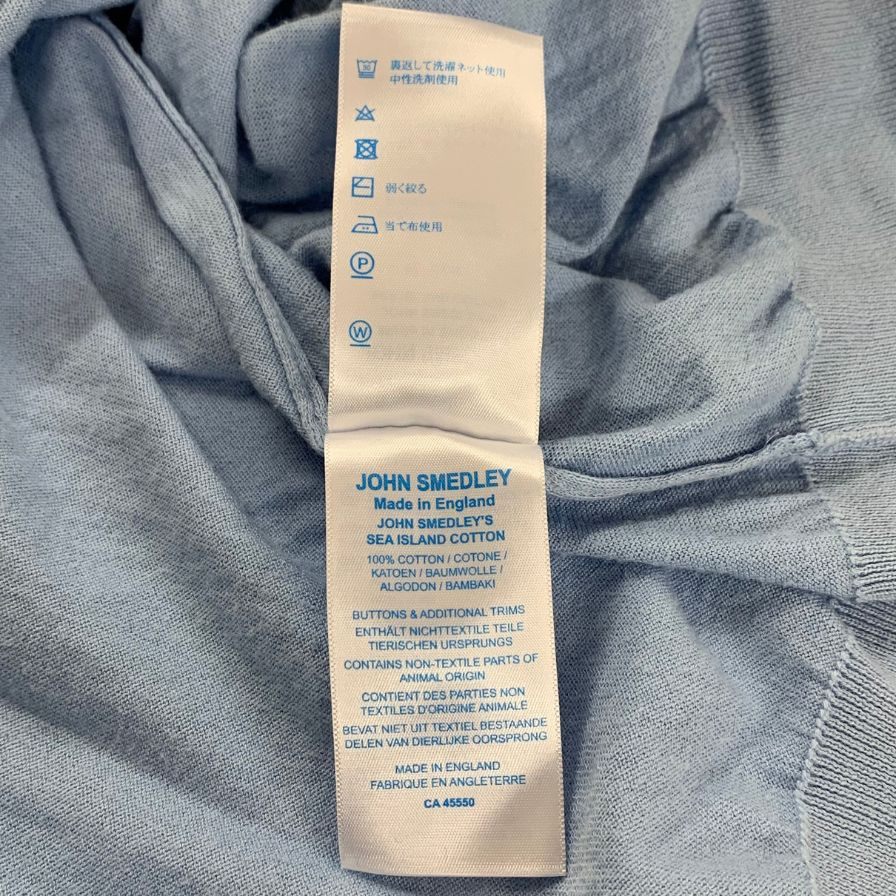 30
裏返して洗濯ネット使用
中性洗剤使用
弱く絞る
当て布使用
P
W
JOHN SMEDLEY
Made in England
JOHN SMEDLEY'S
SEA ISLAND COTTON
100% COTTON / COTONE /
KATOEN / BAUMWOLLE /
ALGODON / BAMBAKI
BUTTONS & ADDITIONAL TRIMS
ENTHÄLT NICHTTEXTILE TEILE
TIERISCHEN URSPRUNGS
CONTAINS NON-TEXTILE PARTS OF
ANIMAL ORIGIN
CONTIENT DES PARTIES NON
TEXTILES D'ORIGINE ANIMALE
BEVAT NIET UIT TEXTIEL BESTAANDE
DELEN VAN DIERLIJKE OORSPRONG
MADE IN ENGLAND
FABRIQUE EN ANGLETERRE
CA 45550